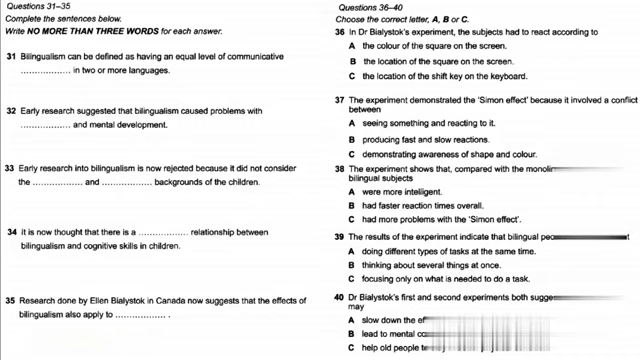 Questions 31–35
Complete the sentences below.
Write NO MORE THAN THREE WORDS for each answer.
31 Bilingualism can be defined as having an equal level of communicative
.................. in two or more languages.
32 Early research suggested that bilingualism caused problems with
.................. and mental development.
33 Early research into bilingualism is now rejected because it did not consider
the .................. and .................. backgrounds of the children.
34 It is now thought that there is a .................. relationship between
bilingualism and cognitive skills in children.
35 Research done by Ellen Bialystok in Canada now suggests that the effects of
bilingualism also apply to .................. .
Questions 36–40
Choose the correct letter, A, B or C.
36 In Dr Bialystok's experiment, the subjects had to react according to
A the colour of the square on the screen.
B the location of the square on the screen.
C the location of the shift key on the keyboard.
37 The experiment demonstrated the 'Simon effect' because it involved a conflict
between
A seeing something and reacting to it.
B producing fast and slow reactions.
C demonstrating awareness of shape and colour.
38 The experiment shows that, compared with the
bilingual subjects
A were more intelligent.
B had faster reaction times overall.
C had more problems with the 'Simon effect'.
39 The results of the experiment indicate that bilingual
A doing different types of tasks at the same time.
B thinking about several things at once.
C focusing only on what is needed to do a task.
40 Dr Bialystok's first and second experiments both
may
A slow down the
B lead to mental
C help old people